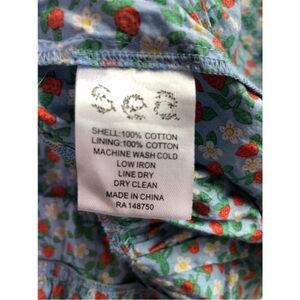 sea
SHELL:100% COTTON
LINING:100% COTTON
MACHINE WASH COLD
LOW IRON
LINE DRY
DRY CLEAN
MADE IN CHINA
RA 148750